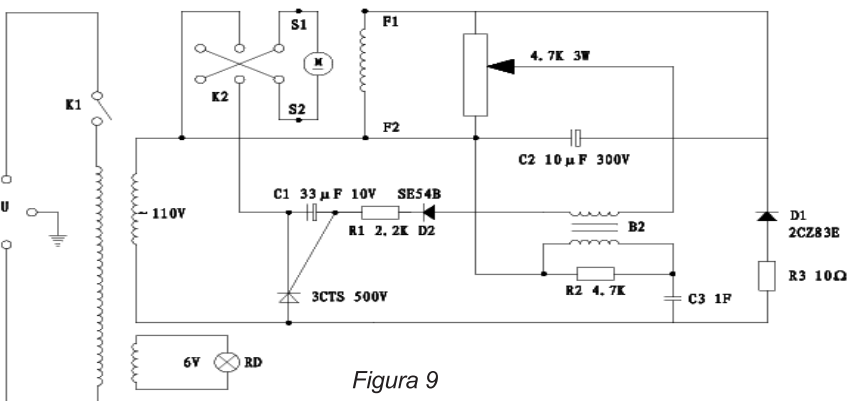 S1
F1
M
4.7K 3W
K1
K2
S2
F2
C2 10μF 300V
U
110V
C1 33μF 10V
SE54B
R1 2,2K
D2
B2
D1
2CZ83E
3CTS 500V
R2 4.7K
C3 1F
R3 10Ω
6V
RD
Figura 9